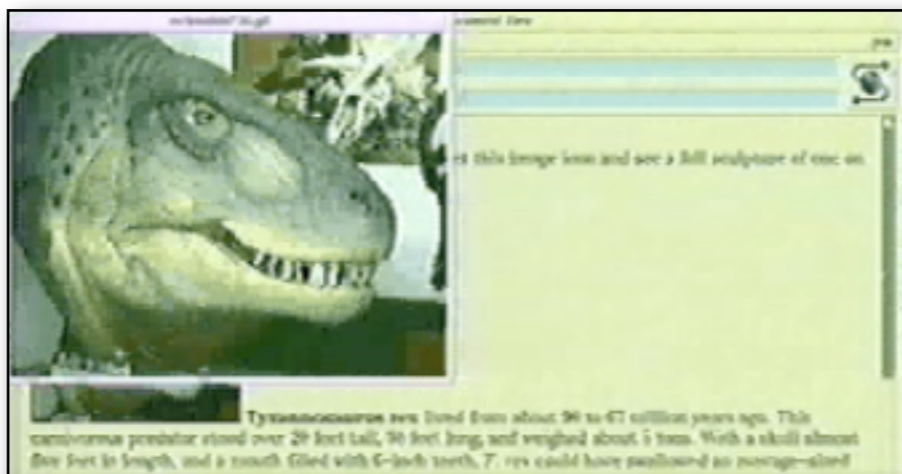 ument View
this image icon and see a full sculpture of one on
Tyrannosaurus rex lived from about 90 to 67 million years ago. This
carnivorous predator stood over 20 feet tall, 50 feet long, and weighed about 5 tons. With a skull almost
five feet in length, and a mouth filled with 6-inch teeth, T. rex could have swallowed an average-sized